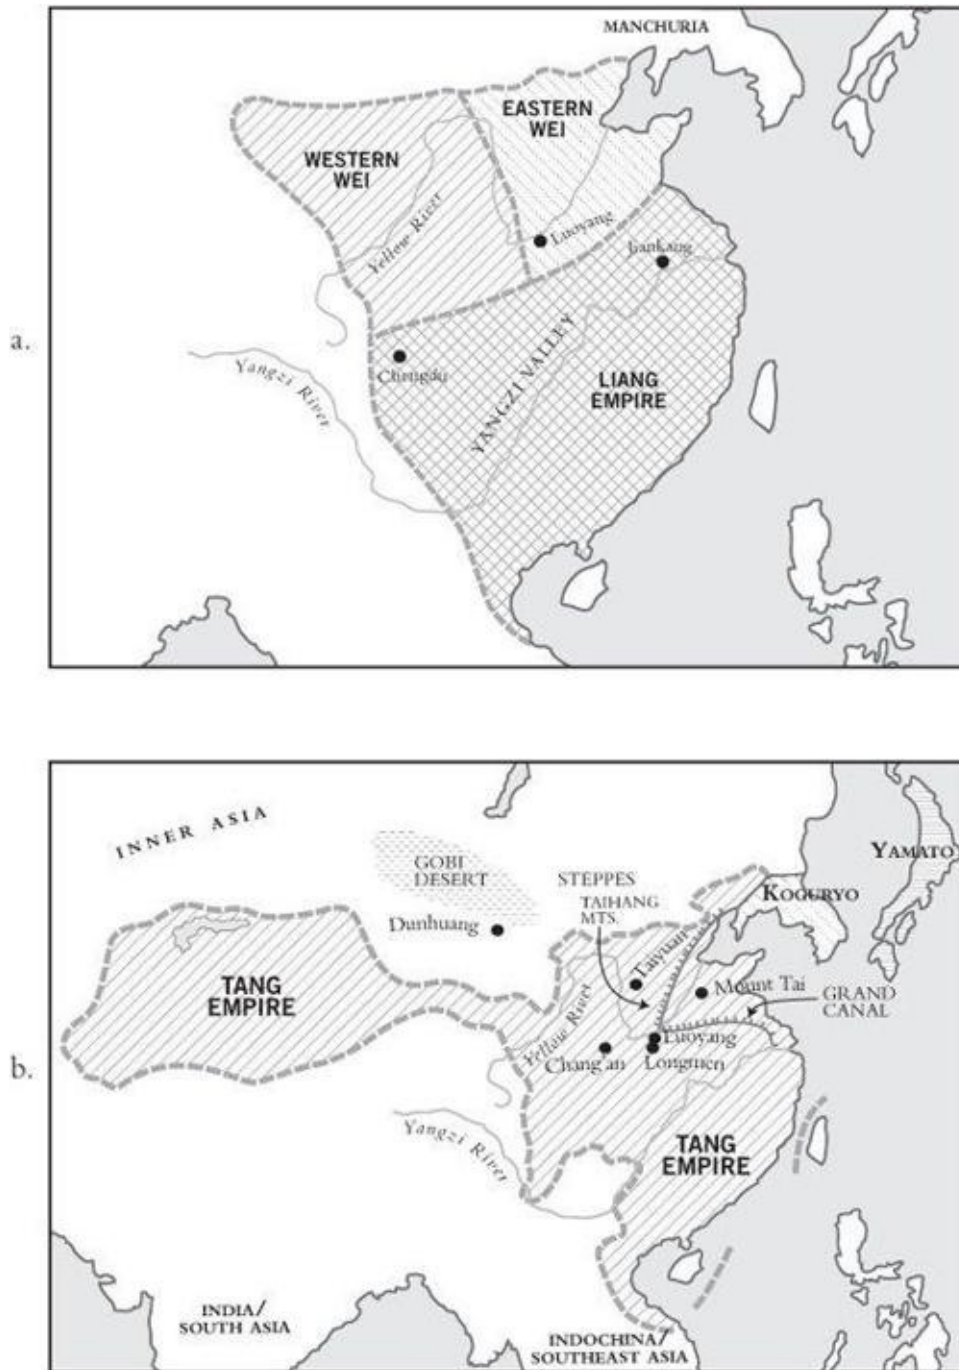 a.
MANCHURIA
EASTERN
WEI
WESTERN
WEI
Yellow River
Luoyang
Jiankang
YANGZI VALLEY
Chengdu
Yangzi River
LIANG
EMPIRE
b.
INNER ASIA
GOBI
DESERT
STEPPES
TAIHANG
MTS.
YAMATO
KOGURYO
Dunhuang
Taiyuan
Mount Tai
GRAND
CANAL
TANG
EMPIRE
Yellow River
Luoyang
Chang'an
Longmen
Yangzi River
TANG
EMPIRE
INDIA/
SOUTH ASIA
INDOCHINA/
SOUTHEAST ASIA